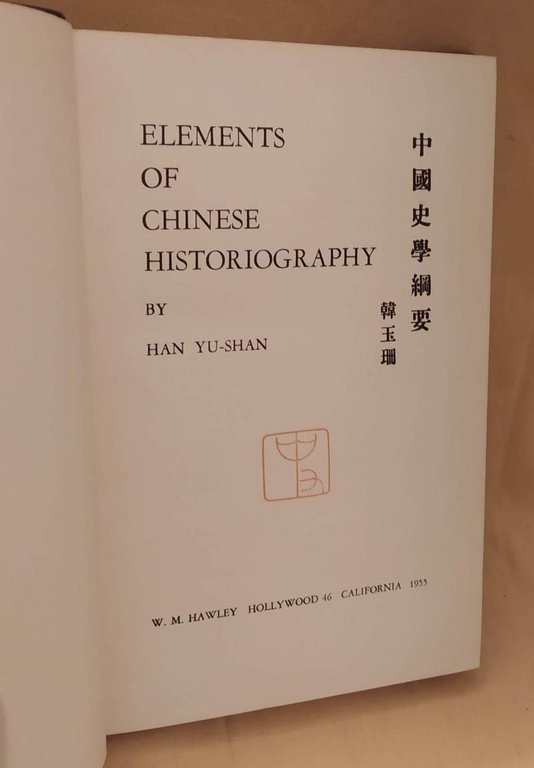 ELEMENTS
OF
CHINESE
HISTORIOGRAPHY
BY
HAN YU-SHAN
中國史學綱要
韓玉珊
W. M. HAWLEY HOLLYWOOD 46 CALIFORNIA 1955